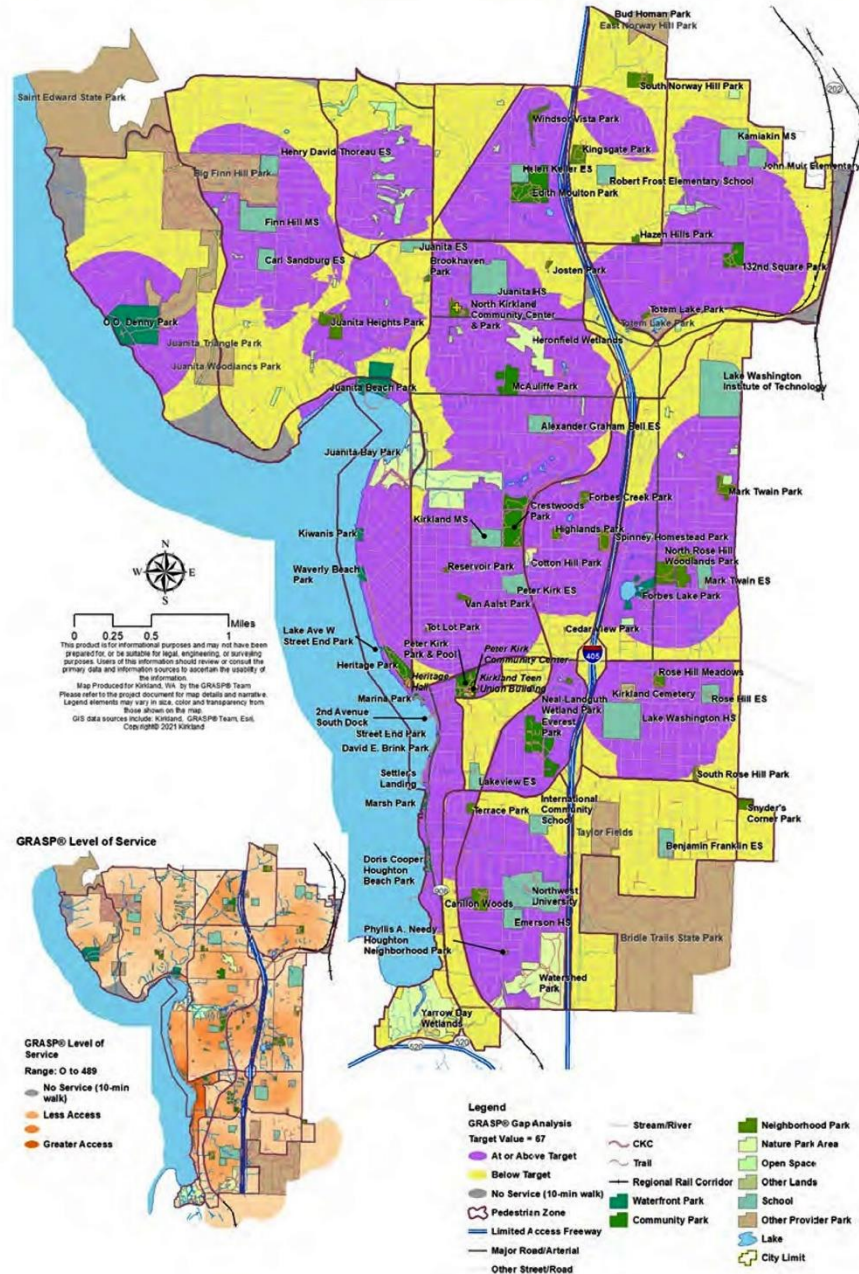 Bud Homan Park
East Norway Hill Park
Saint Edward State Park
South Norway Hill Park
202
Windsor Vista Park
Kamiakin MS
Henry David Thoreau ES
Kingsgate Park
John Muir Elementary
Helen Keller ES
Big Finn Hill Park
Robert Frost Elementary School
Edith Moulton Park
Finn Hill MS
Hazen Hills Park
Juanita ES
Carl Sandburg ES
Brookhaven
Park
Josten Park
132nd Square Park
Juanita HS
North Kirkland
Community Center
& Park
Totem Lake Park
O.O. Denny Park
Juanita Heights Park
Totem Lake Park
Juanita Triangle Park
Heronfield Wetlands
Juanita Woodlands Park
Lake Washington
Institute of Technology
Juanita Beach Park
McAuliffe Park
Alexander Graham Bell ES
Juanita Bay Park
Mark Twain Park
Forbes Creek Park
Crestwoods
Park
Kirkland MS
Highlands Park
Spinney Homestead Park
Kiwanis Park
North Rose Hill
Woodlands Park
Cotton Hill Park
Reservoir Park
Waverly Beach
Park
Mark Twain ES
Peter Kirk ES
Forbes Lake Park
Van Aalst Park
Tot Lot Park
Cedar View Park
Lake Ave W
Street End Park
Peter Kirk
Park & Pool
Peter Kirk
Community Center
405
Heritage Park
Heritage
Hall
Kirkland Teen
Union Building
Rose Hill Meadows
Kirkland Cemetery
Rose Hill ES
Marina Park
Neal-Landguth
Wetland Park
2nd Avenue
South Dock
Everest
Park
Lake Washington HS
Street End Park
David E. Brink Park
Settler's
Landing
Lakeview ES
South Rose Hill Park
Marsh Park
International
Community
School
Terrace Park
Snyder's
Corner Park
Taylor Fields
Benjamin Franklin ES
Doris Cooper
Houghton
Beach Park
908
Northwest
University
Carillon Woods
Emerson HS
Phyllis A. Needy
Houghton
Neighborhood Park
Bridle Trails State Park
Watershed
Park
Yarrow Bay
Wetlands
520
520
N
W
E
S
0
0.25
0.5
1
Miles
This product is for informational purposes and may not have been
prepared for, or be suitable for legal, engineering, or surveying
purposes. Users of this information should review or consult the
primary data and information sources to ascertain the usability of
the information.
Map Produced for Kirkland, WA by the GRASP® Team
Please refer to the project document for map details and narrative.
Legend elements may vary in size, color and transparency from
those shown on the map.
GIS data sources include: Kirkland, GRASP® Team, Esri,
Copyright© 2021 Kirkland
GRASP® Level of Service
GRASP® Level of
Service
Range: 0 to 489
No Service (10-min
walk)
Less Access
Greater Access
Legend
GRASP® Gap Analysis
Target Value = 67
At or Above Target
Below Target
No Service (10-min walk)
Pedestrian Zone
Limited Access Freeway
Major Road/Arterial
Other Street/Road
Stream/River
CKC
Trail
Regional Rail Corridor
Waterfront Park
Community Park
Neighborhood Park
Nature Park Area
Open Space
Other Lands
School
Other Provider Park
Lake
City Limit